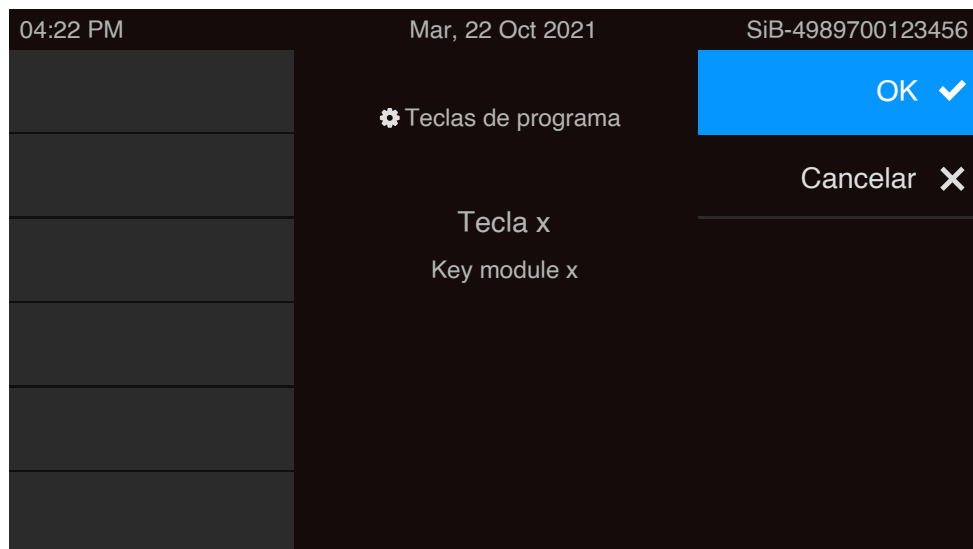 04:22 PM
Mar, 22 Oct 2021
SiB-4989700123456
Teclas de programa
OK
Cancelar
Tecla x
Key module x